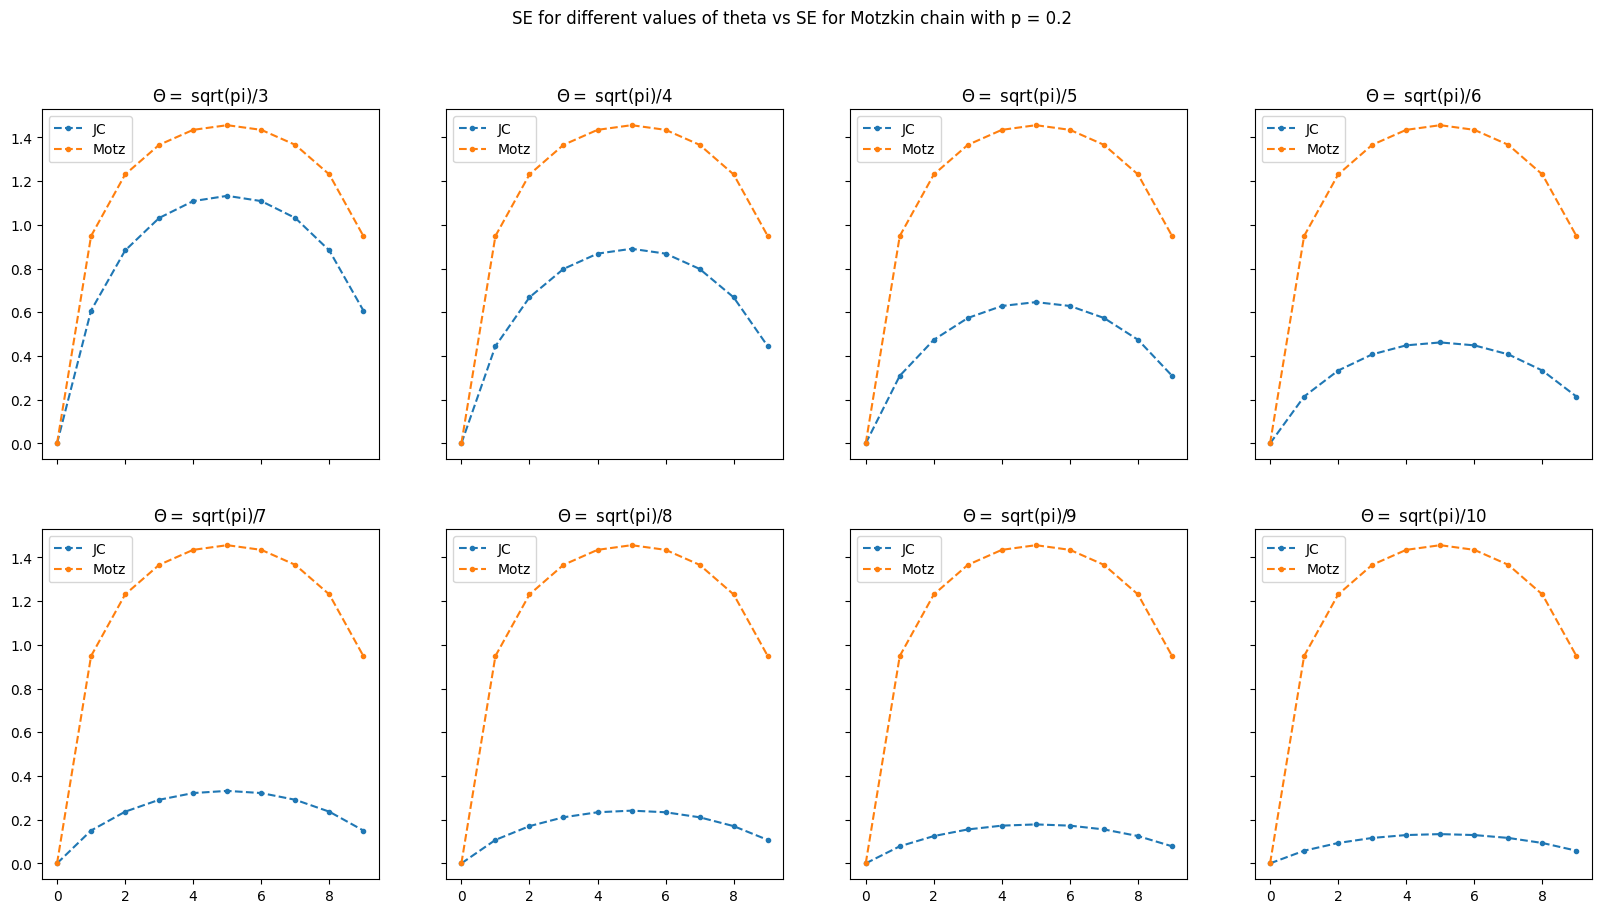 SE for different values of theta vs SE for Motzkin chain with p = 0.2
Θ = sqrt(pi)/3
Θ = sqrt(pi)/4
Θ = sqrt(pi)/5
Θ = sqrt(pi)/6
JC
Motz
JC
Motz
JC
Motz
JC
Motz
1.4
1.2
1.0
0.8
0.6
0.4
0.2
0.0
Θ = sqrt(pi)/7
Θ = sqrt(pi)/8
Θ = sqrt(pi)/9
Θ = sqrt(pi)/10
JC
Motz
JC
Motz
JC
Motz
JC
Motz
1.4
1.2
1.0
0.8
0.6
0.4
0.2
0.0
0 2 4 6 8
0 2 4 6 8
0 2 4 6 8
0 2 4 6 8